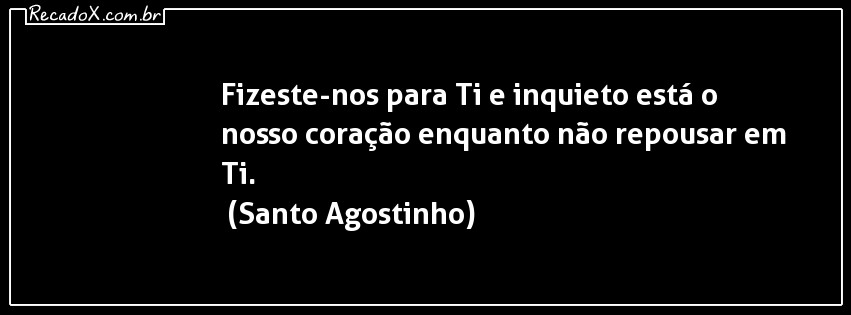 RecadoX.com.br
Fizeste-nos para Ti e inquieto está o
nosso coração enquanto não repousar em
Ti.
(Santo Agostinho)